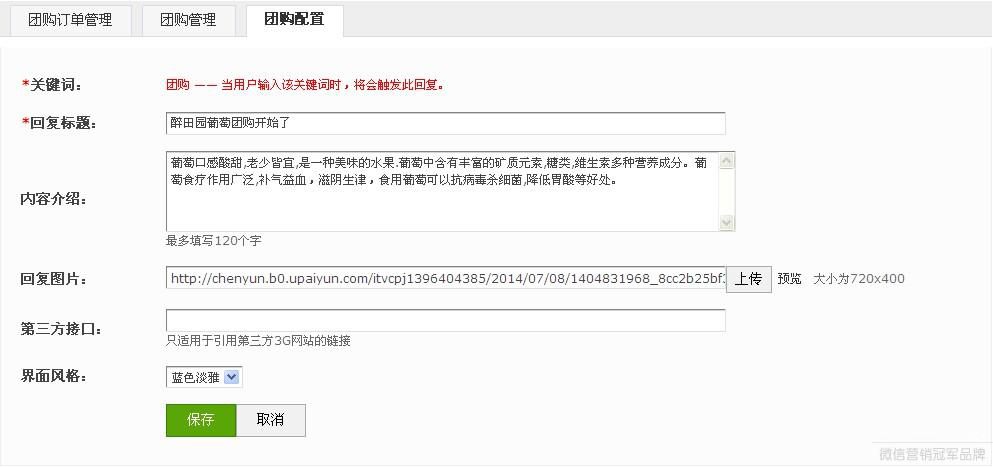 团购订单管理 团购管理 团购配置
*关键词: 团购 —— 当用户输入该关键词时，将会触发此回复。
*回复标题: 醉田园葡萄团购开始了
葡萄口感酸甜,老少皆宜,是一种美味的水果.葡萄中含有丰富的矿质元素,糖类,维生素多种营养成分。葡
萄食疗作用广泛,补气益血，滋阴生津，食用葡萄可以抗病毒杀细菌,降低胃酸等好处。
内容介绍:
最多填写120个字
回复图片: http://chenyun.b0.upaiyun.com/itvcpj1396404385/2014/07/08/1404831968_8cc2b25bf 上传 预览 大小为720x400
第三方接口:
只适用于引用第三方3G网站的链接
界面风格: 蓝色淡雅
保存 取消
微信营销冠军品牌